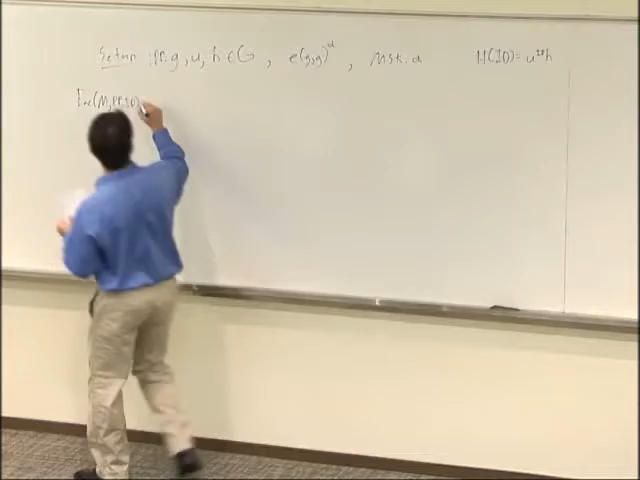 Setup : PP: g, u, h ∈ G, e(g,g)^α, MSK: α H(ID) = u^ID h
Enc(M, PP, ID)